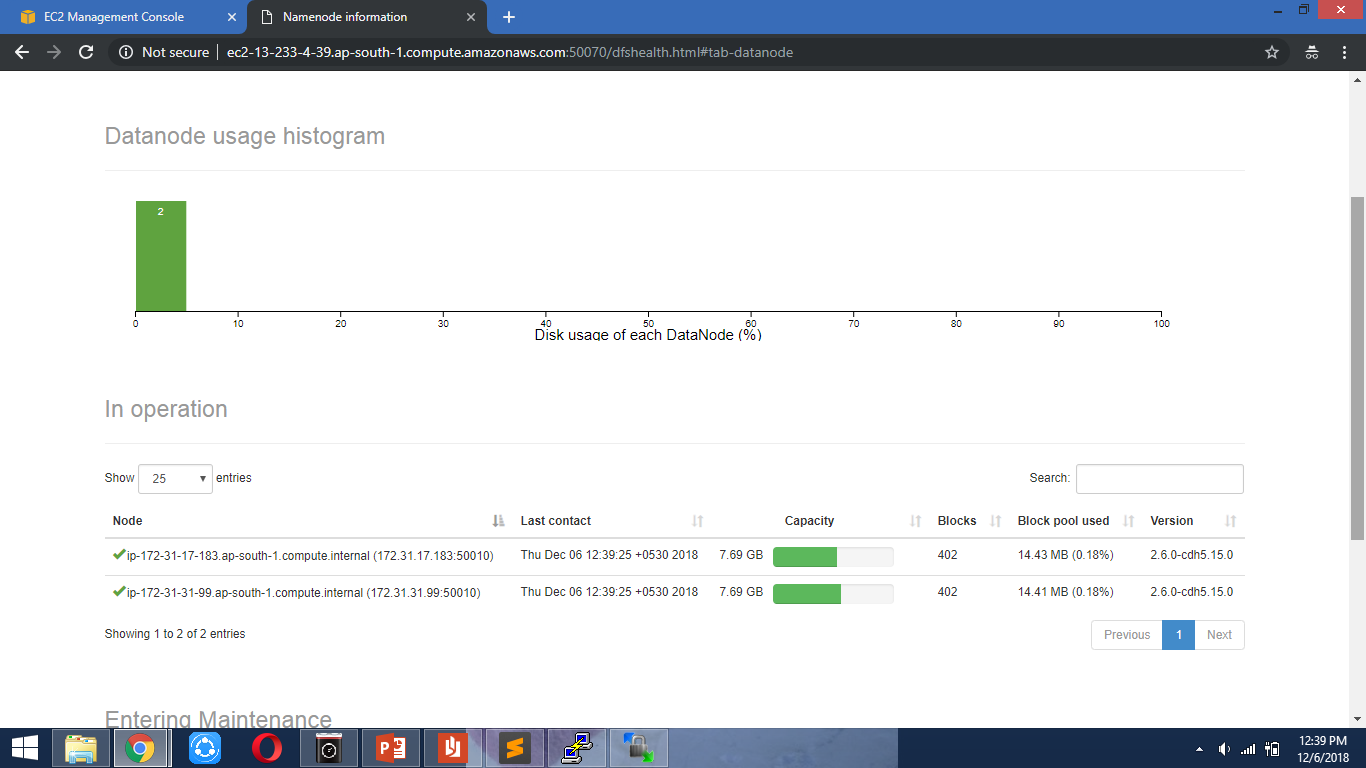 EC2 Management Console
Namenode information
Not secure | ec2-13-233-4-39.ap-south-1.compute.amazonaws.com:50070/dfshealth.html#tab-datanode
Datanode usage histogram
2
0 10 20 30 40 50 60 70 80 90 100
Disk usage of each DataNode (%)
In operation
Show 25 entries Search:
Node Last contact Capacity Blocks Block pool used Version
ip-172-31-17-183.ap-south-1.compute.internal (172.31.17.183:50010) Thu Dec 06 12:39:25 +0530 2018 7.69 GB 402 14.43 MB (0.18%) 2.6.0-cdh5.15.0
ip-172-31-31-99.ap-south-1.compute.internal (172.31.31.99:50010) Thu Dec 06 12:39:25 +0530 2018 7.69 GB 402 14.41 MB (0.18%) 2.6.0-cdh5.15.0
Showing 1 to 2 of 2 entries Previous 1 Next
Entering Maintenance
12:39 PM
12/6/2018